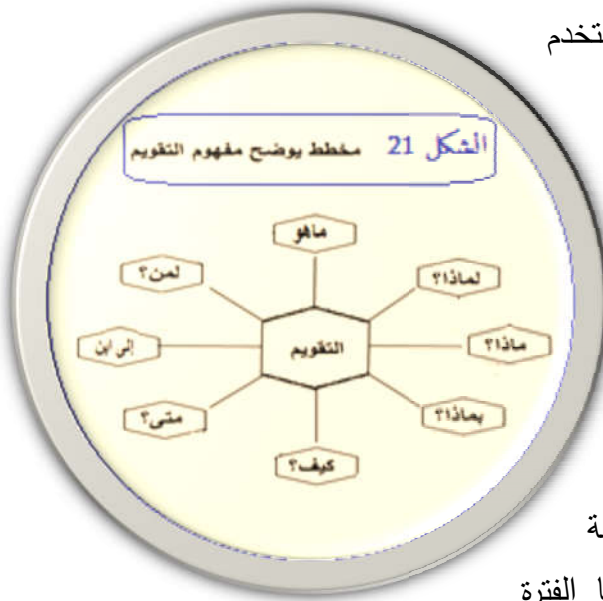 تخدم
الشكل 21 مخطط يوضح مفهوم التقويم
ماهو
لماذا؟
لمن؟
ماذا؟
التقويم
إلى اين
بماذا؟
متى؟
كيف؟
ة
ا الفترة